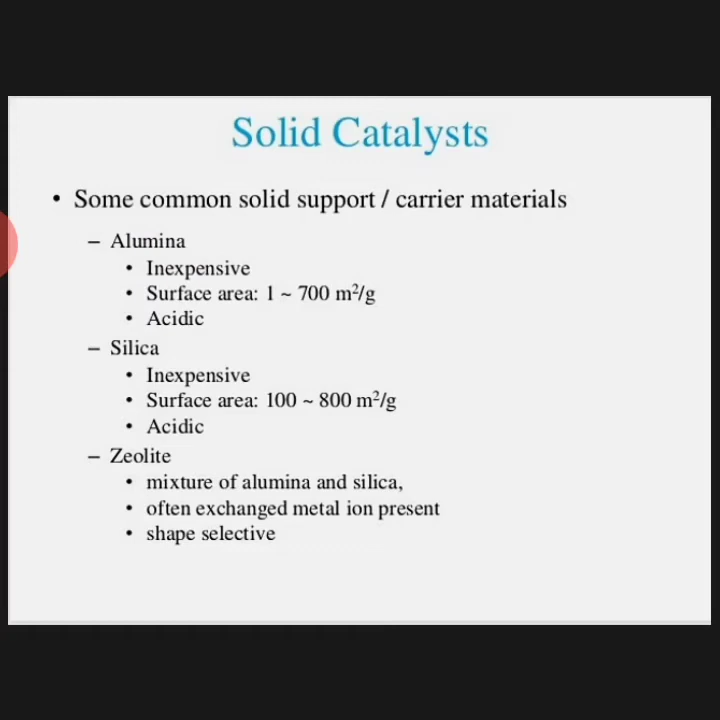 Solid Catalysts
• Some common solid support / carrier materials
– Alumina
• Inexpensive
• Surface area: 1 ~ 700 m²/g
• Acidic
– Silica
• Inexpensive
• Surface area: 100 ~ 800 m²/g
• Acidic
– Zeolite
• mixture of alumina and silica,
• often exchanged metal ion present
• shape selective